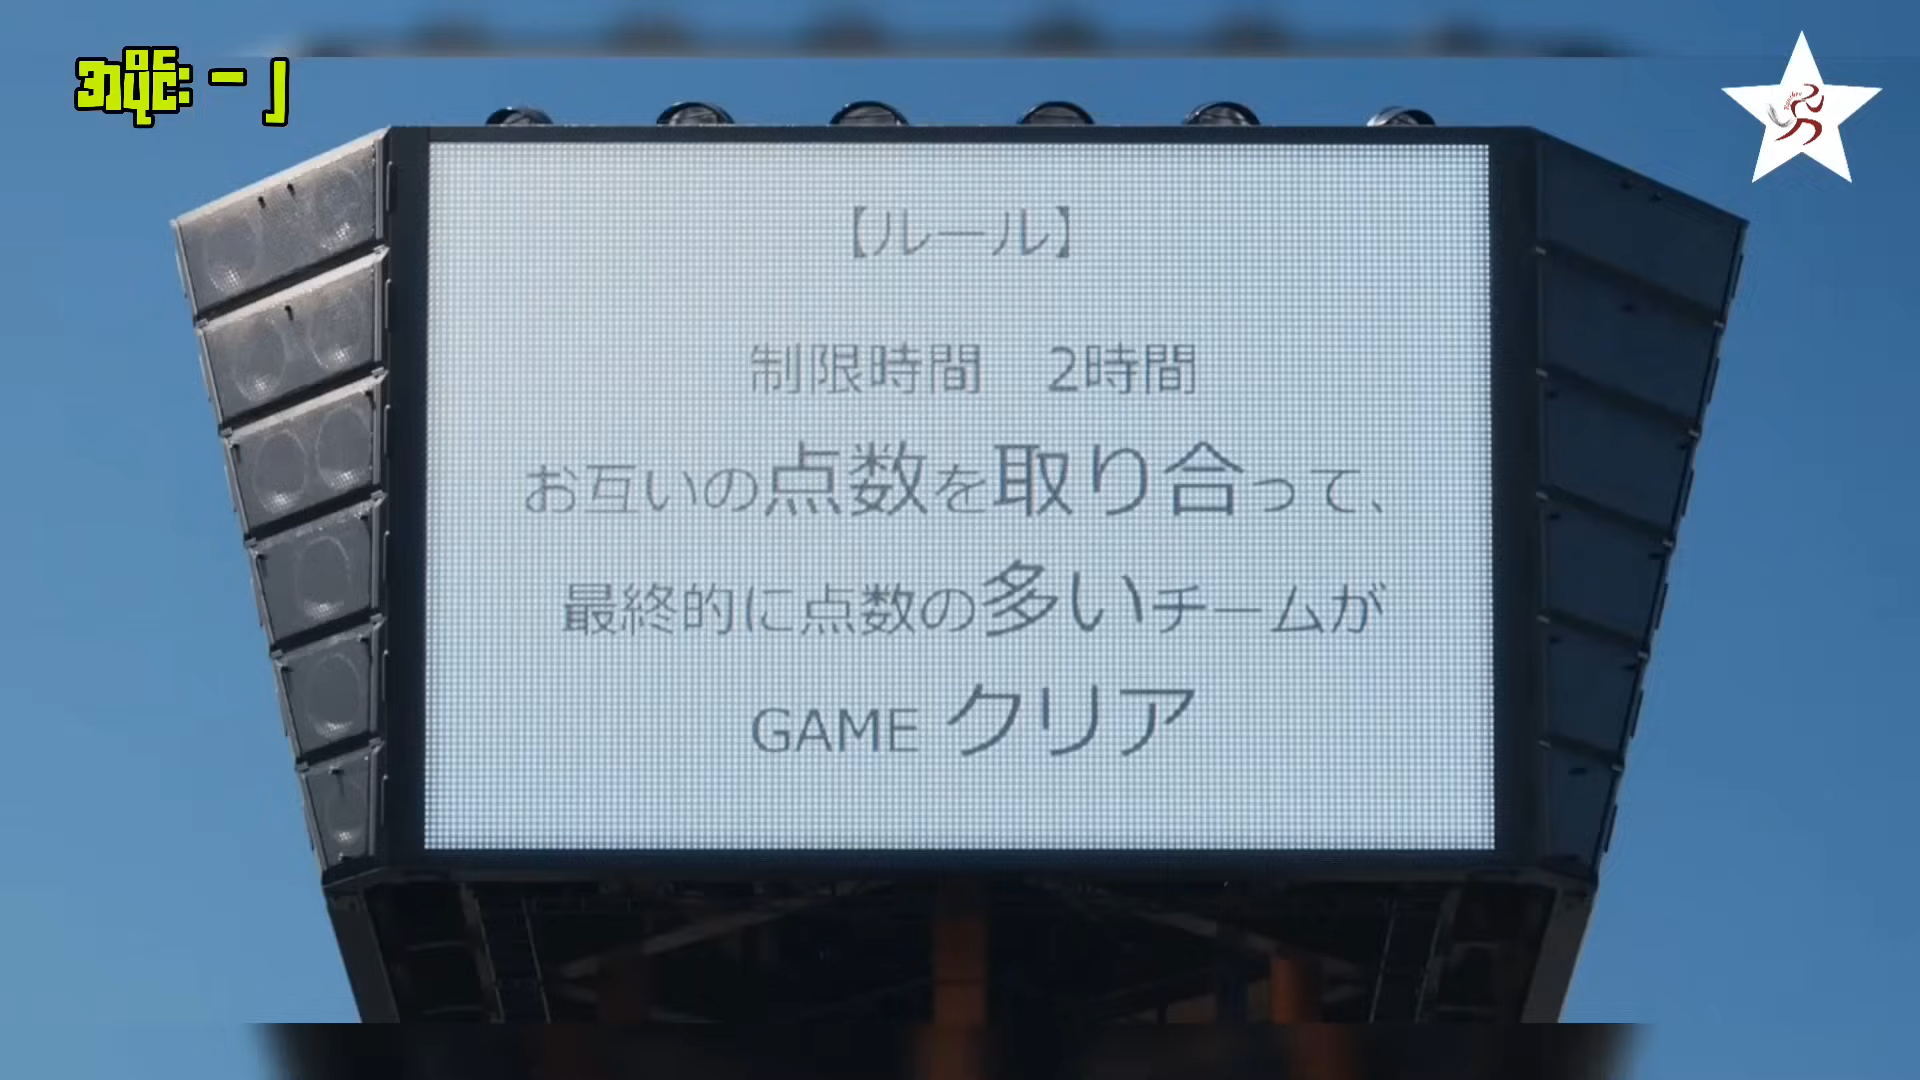 အပိုင်း - ၂
【ルール】
制限時間 2時間
お互いの点数を取り合って、
最終的に点数の多いチームが
GAME クリア